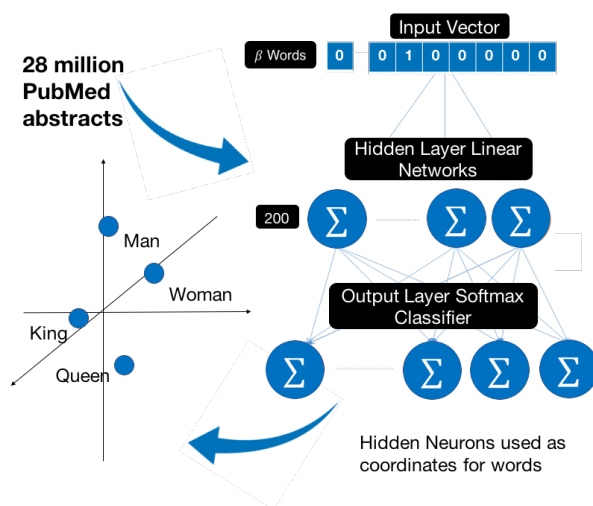 Input Vector
β Words
0 0 1 0 0 0 0 0
28 million
PubMed
abstracts
Hidden Layer Linear
Networks
200
Σ Σ Σ
Man
Woman
King
Queen
Output Layer Softmax
Classifier
Σ Σ Σ Σ
Hidden Neurons used as
coordinates for words